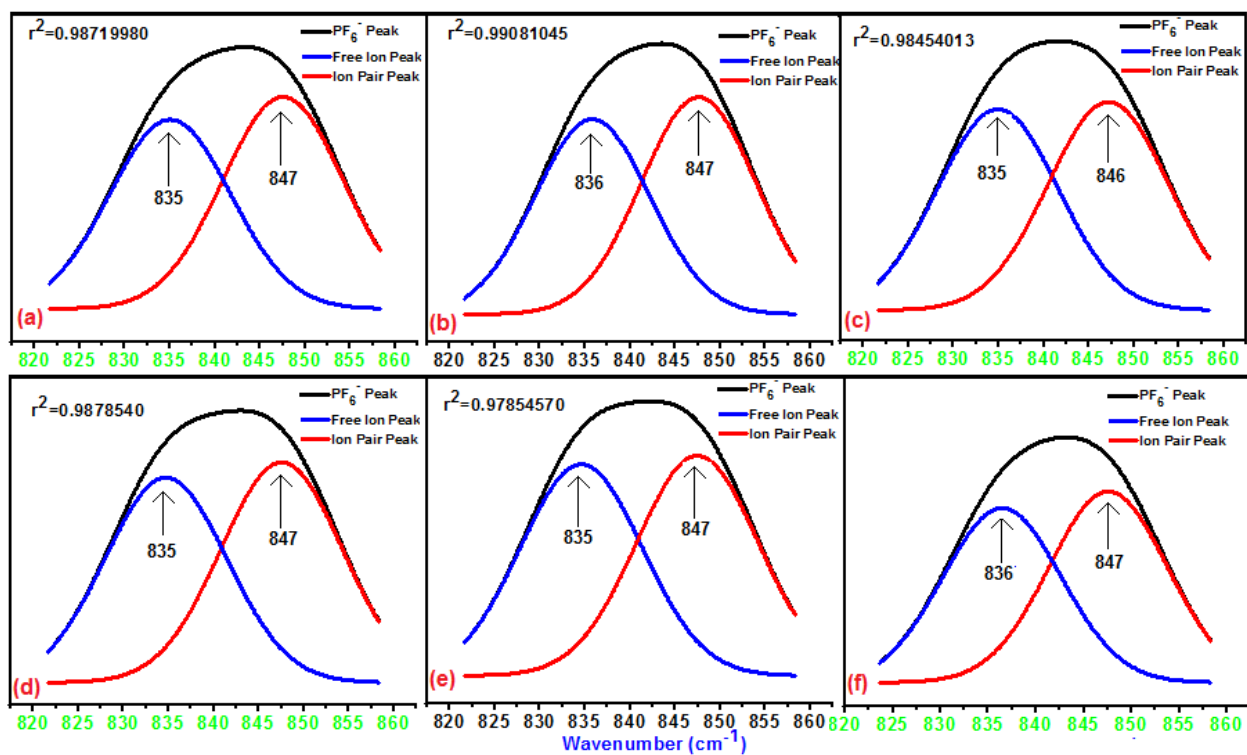 r²=0.98719980
PF₆⁻ Peak
Free Ion Peak
Ion Pair Peak
835
847
(a)
820 825 830 835 840 845 850 855 860
r²=0.99081045
PF₆⁻ Peak
Free Ion Peak
Ion Pair Peak
836
847
(b)
820 825 830 835 840 845 850 855 860
r²=0.98454013
PF₆⁻ Peak
Free Ion Peak
Ion Pair Peak
835
846
(c)
820 825 830 835 840 845 850 855 860
r²=0.9878540
PF₆⁻ Peak
Free Ion Peak
Ion Pair Peak
835
847
(d)
820 825 830 835 840 845 850 855 860
r²=0.97854570
PF₆⁻ Peak
Free Ion Peak
Ion Pair Peak
835
847
(e)
820 825 830 835 840 845 850 855 860
PF₆⁻ Peak
Free Ion Peak
Ion Pair Peak
836
847
(f)
820 825 830 835 840 845 850 855 860
Wavenumber (cm⁻¹)